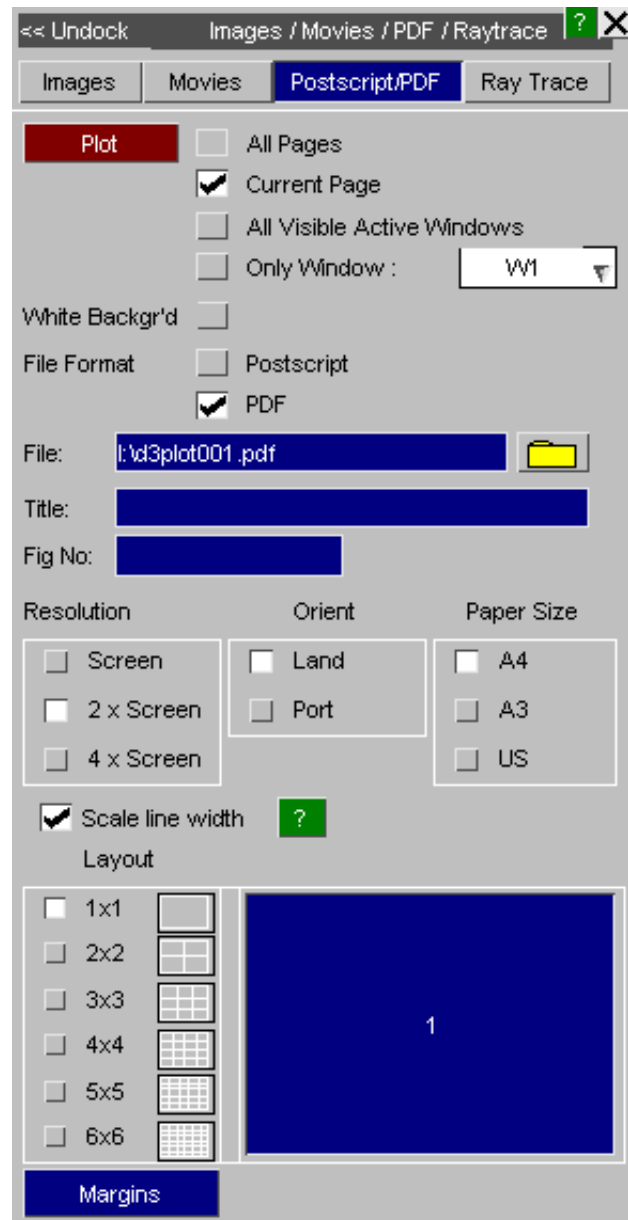 << Undock Images / Movies / PDF / Raytrace ? X
Images Movies Postscript/PDF Ray Trace
Plot All Pages
Current Page
All Visible Active Windows
Only Window : W1
White Backgr'd
File Format Postscript
PDF
File: I:\d3plot001.pdf
Title:
Fig No:
Resolution Orient Paper Size
Screen Land A4
2 x Screen Port A3
4 x Screen US
Scale line width ?
Layout
1x1
2x2
3x3
4x4
1
5x5
6x6
Margins